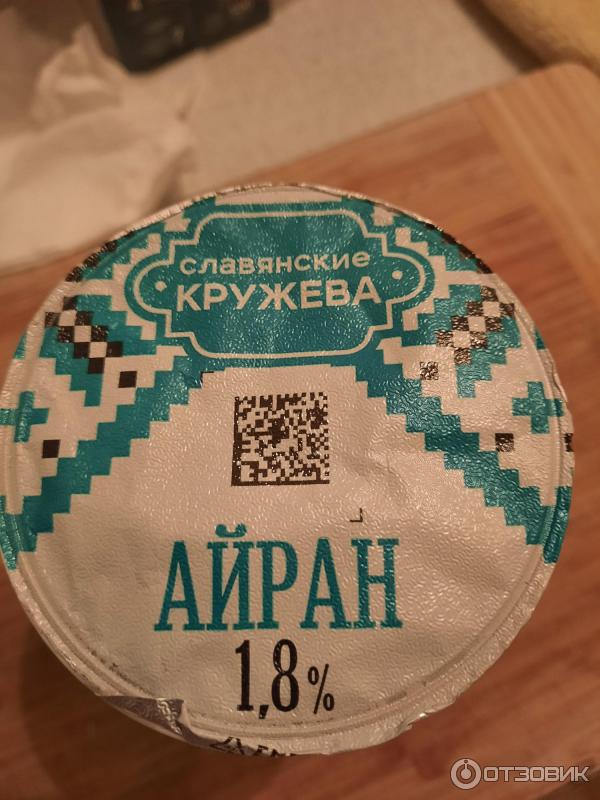 славянские
КРУЖЕВА
АЙРАН
1,8%
ОТЗОВИК